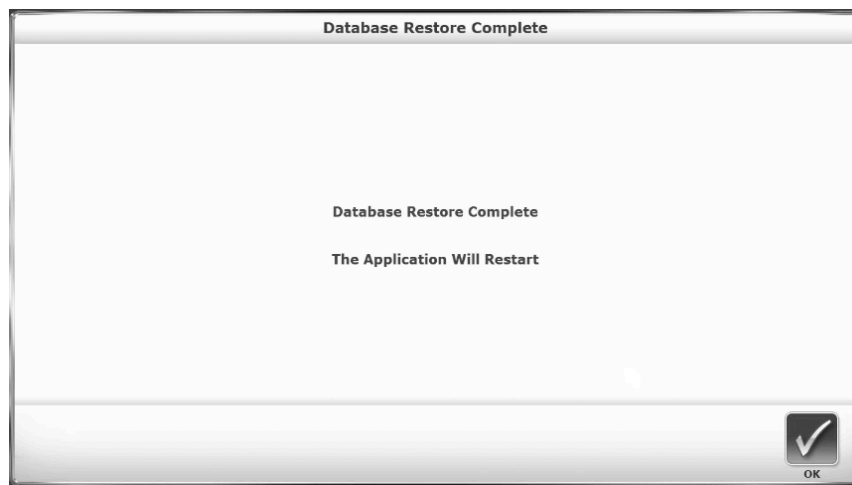 Database Restore Complete
Database Restore Complete
The Application Will Restart
OK